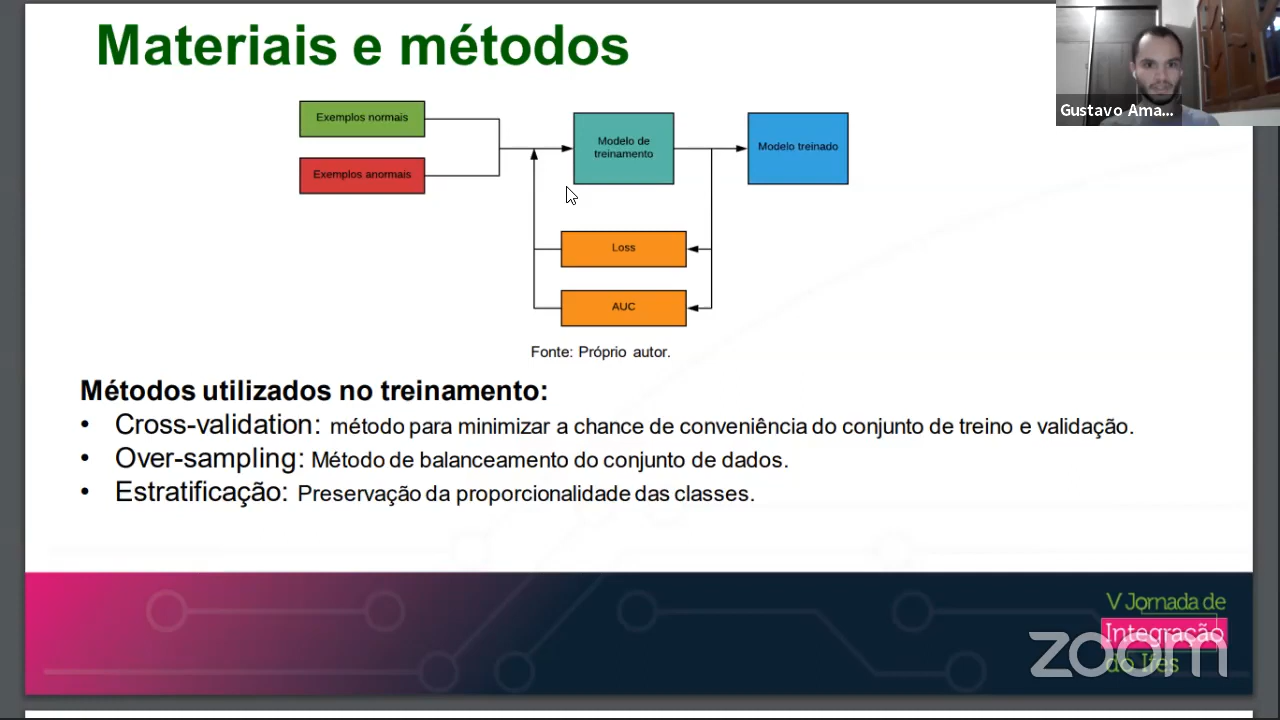 Materiais e métodos
Gustavo Ama...
Exemplos normais
Exemplos anormais
Modelo de
treinamento
Modelo treinado
Loss
AUC
Fonte: Próprio autor.
Métodos utilizados no treinamento:
• Cross-validation: método para minimizar a chance de conveniência do conjunto de treino e validação.
• Over-sampling: Método de balanceamento do conjunto de dados.
• Estratificação: Preservação da proporcionalidade das classes.
V Jornada de
Integração
do Ifes
zoom